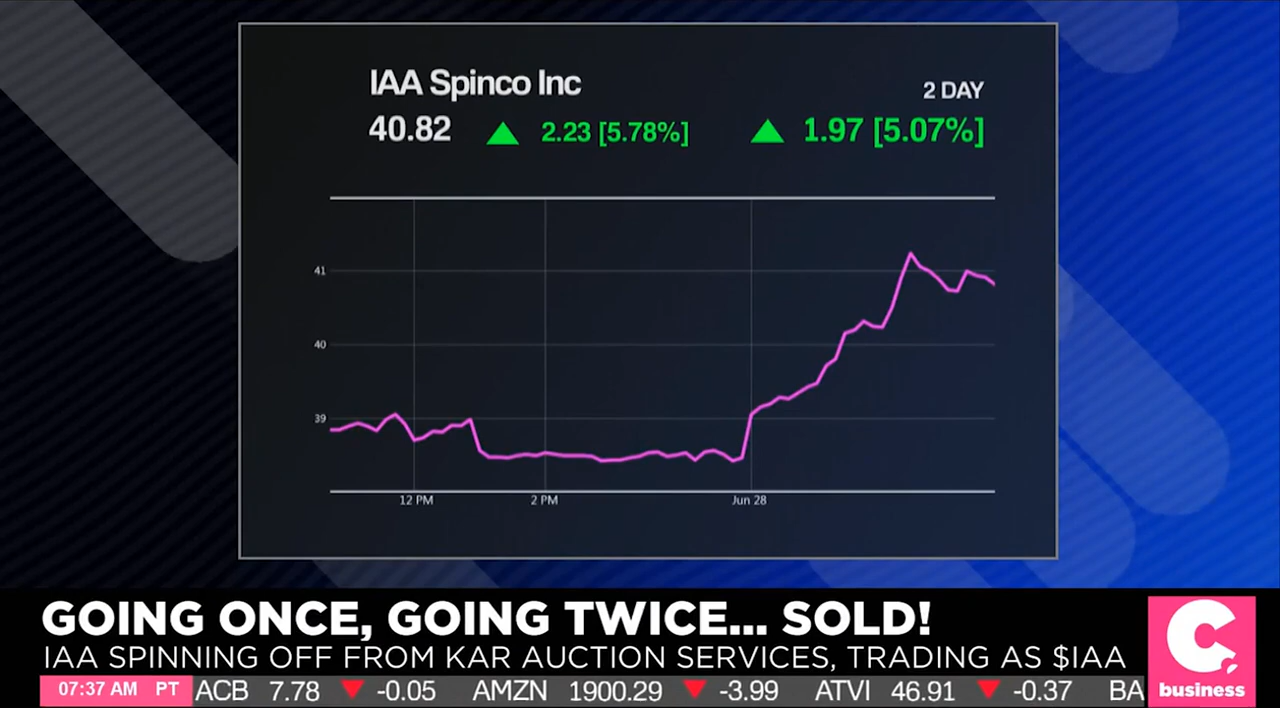 IAA Spinco Inc
2 DAY
40.82 ▲ 2.23 [5.78%] ▲ 1.97 [5.07%]
41
40
39
12 PM 2 PM Jun 28
GOING ONCE, GOING TWICE... SOLD!
IAA SPINNING OFF FROM KAR AUCTION SERVICES, TRADING AS $IAA
07:37 AM PT ACB 7.78 ▼ -0.05 AMZN 1900.29 ▼ -3.99 ATVI 46.91 ▼ -0.37 BA
C
business